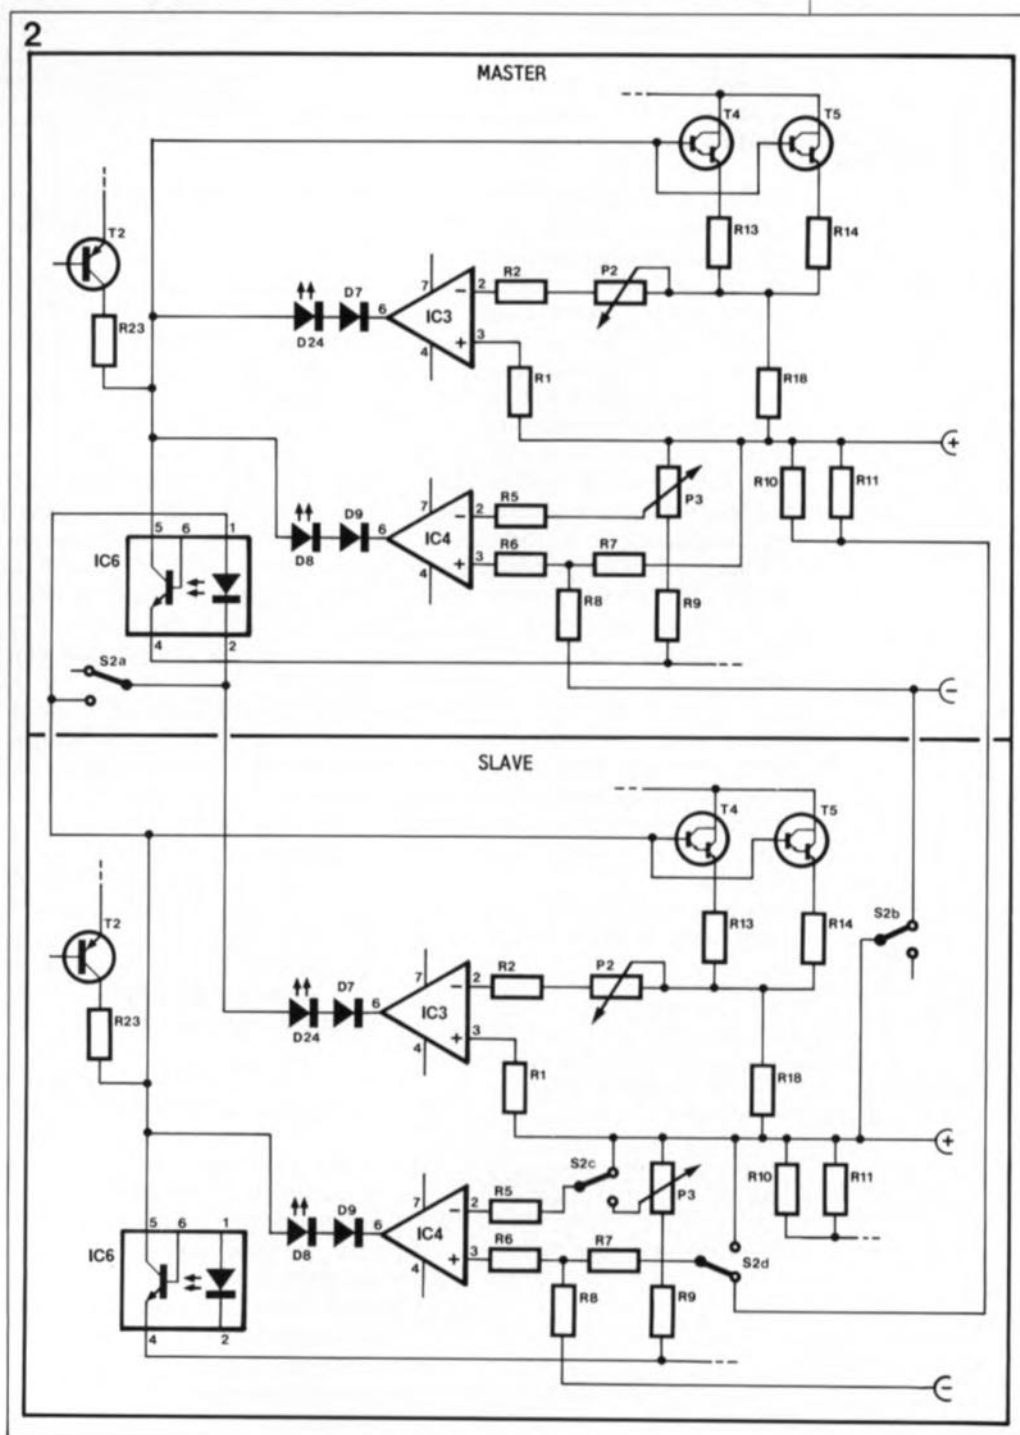 2
MASTER
T4 T5
T2
R13 R14
D7 7 2 R2 P2
−
IC3
6
D24
R23
4 + 3
R1
R18
+
D9 7 2 R5 P3 R10 R11
−
IC4
6
D8
4 + 3 R6 R7
R8 R9
5 6 1
IC6
4 2
S2a
−
SLAVE
T4 T5
T2
R13 R14 S2b
D7 7 2 R2 P2
−
IC3
6
D24
R23
4 + 3
R1
R18
+
S2c
D9 7 2 R5 P3 R10 R11
−
IC4
6
D8
4 + 3 R6 R7 S2d
R8 R9
5 6 1
IC6
4 2
−